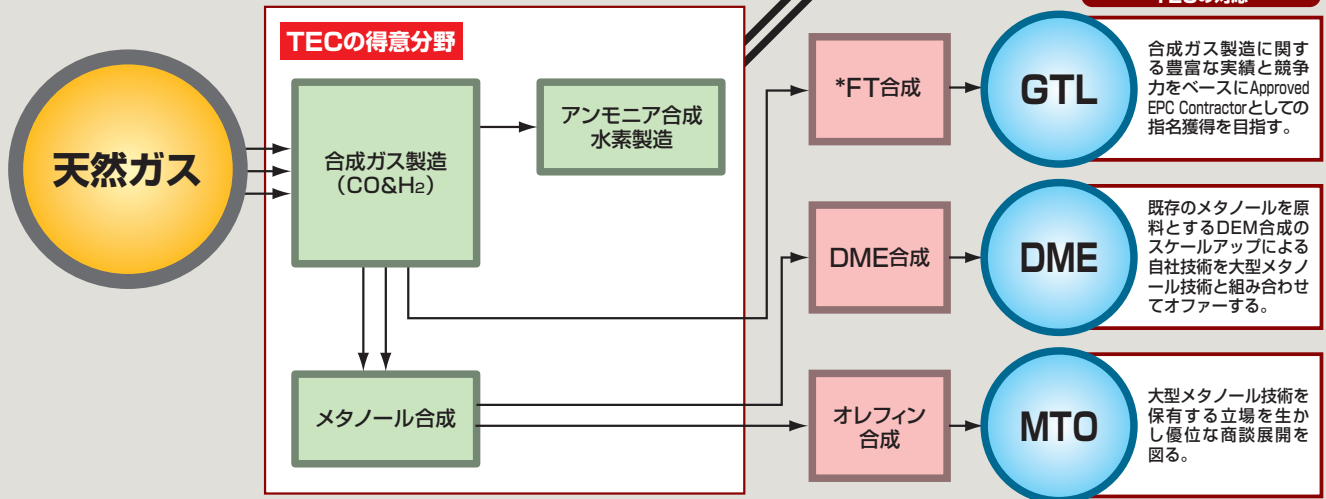 TECの得意分野
天然ガス
合成ガス製造
（CO&H₂）
アンモニア合成
水素製造
メタノール合成
*FT合成
DME合成
オレフィン
合成
GTL
合成ガス製造に関す
る豊富な実績と競争
力をベースにApproved
EPC Contractorとしての
指名獲得を目指す。
DME
既存のメタノールを原
料とするDEM合成の
スケールアップによる
自社技術を大型メタノ
ール技術と組み合わせ
てオファーする。
MTO
大型メタノール技術を
保有する立場を生か
し優位な商談展開を
図る。